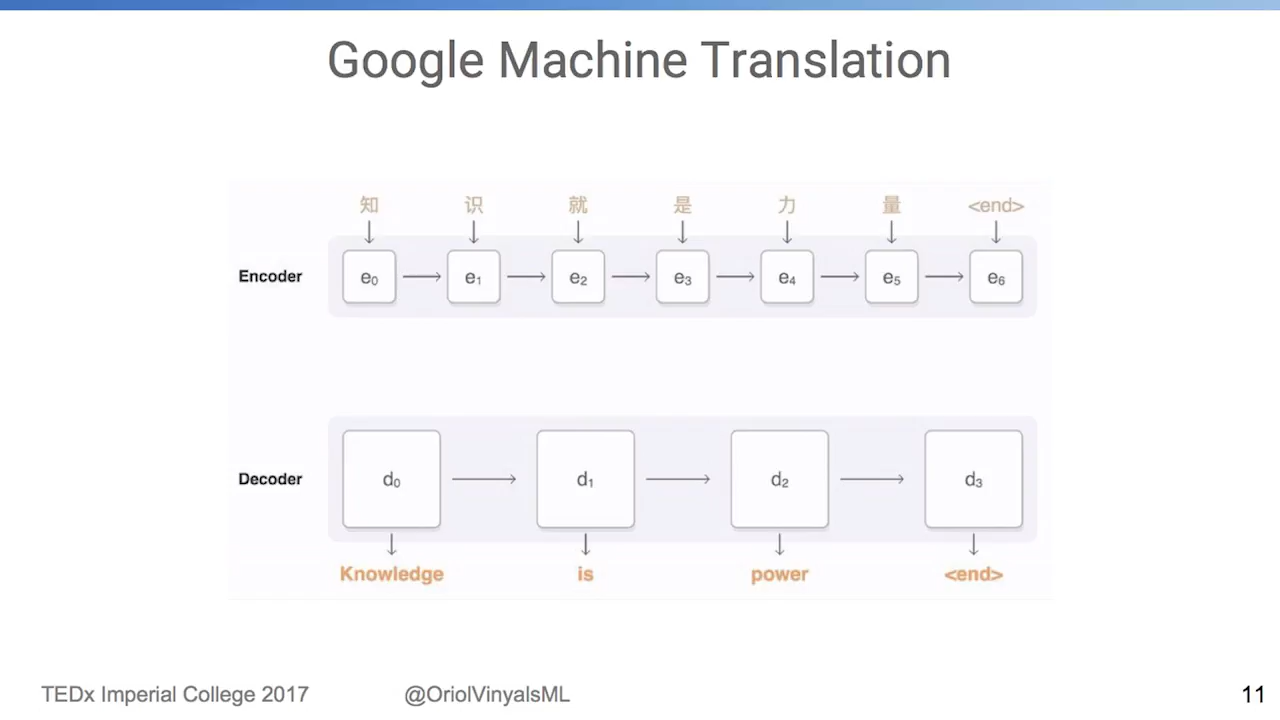 Google Machine Translation
知 识 就 是 力 量 <end>
Encoder e₀ e₁ e₂ e₃ e₄ e₅ e₆
Decoder d₀ d₁ d₂ d₃
Knowledge is power <end>
TEDx Imperial College 2017 @OriolVinyalsML 11